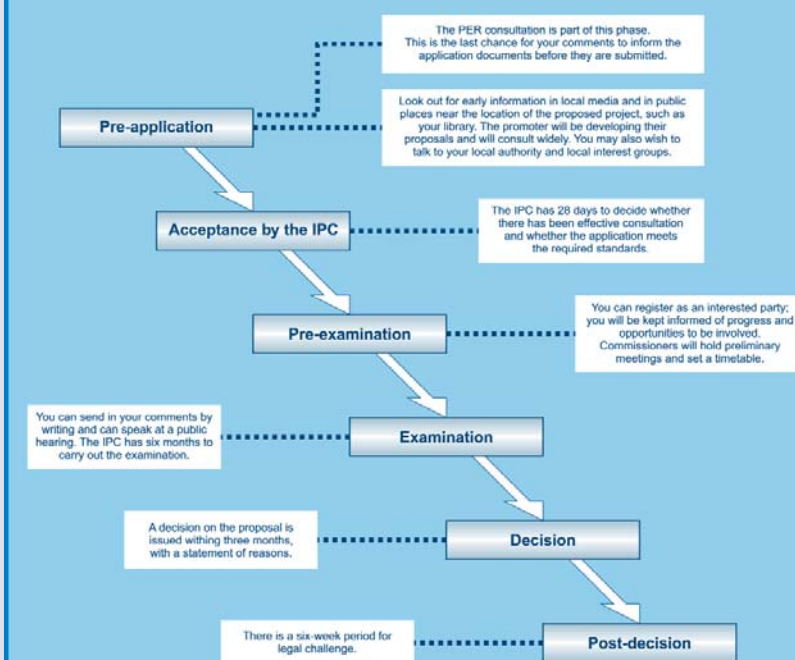 The PER consultation is part of this phase.
This is the last chance for your comments to inform the
application documents before they are submitted.
Pre-application
Look out for early information in local media and in public
places near the location of the proposed project, such as
your library. The promoter will be developing their
proposals and will consult widely. You may also wish to
talk to your local authority and local interest groups.
Acceptance by the IPC
The IPC has 28 days to decide whether
there has been effective consultation
and whether the application meets
the required standards.
Pre-examination
You can register as an interested party;
you will be kept informed of progress and
opportunities to be involved.
Commissioners will hold preliminary
meetings and set a timetable.
You can send in your comments by
writing and can speak at a public
hearing. The IPC has six months to
carry out the examination.
Examination
A decision on the proposal is
issued withing three months,
with a statement of reasons.
Decision
There is a six-week period for
legal challenge.
Post-decision